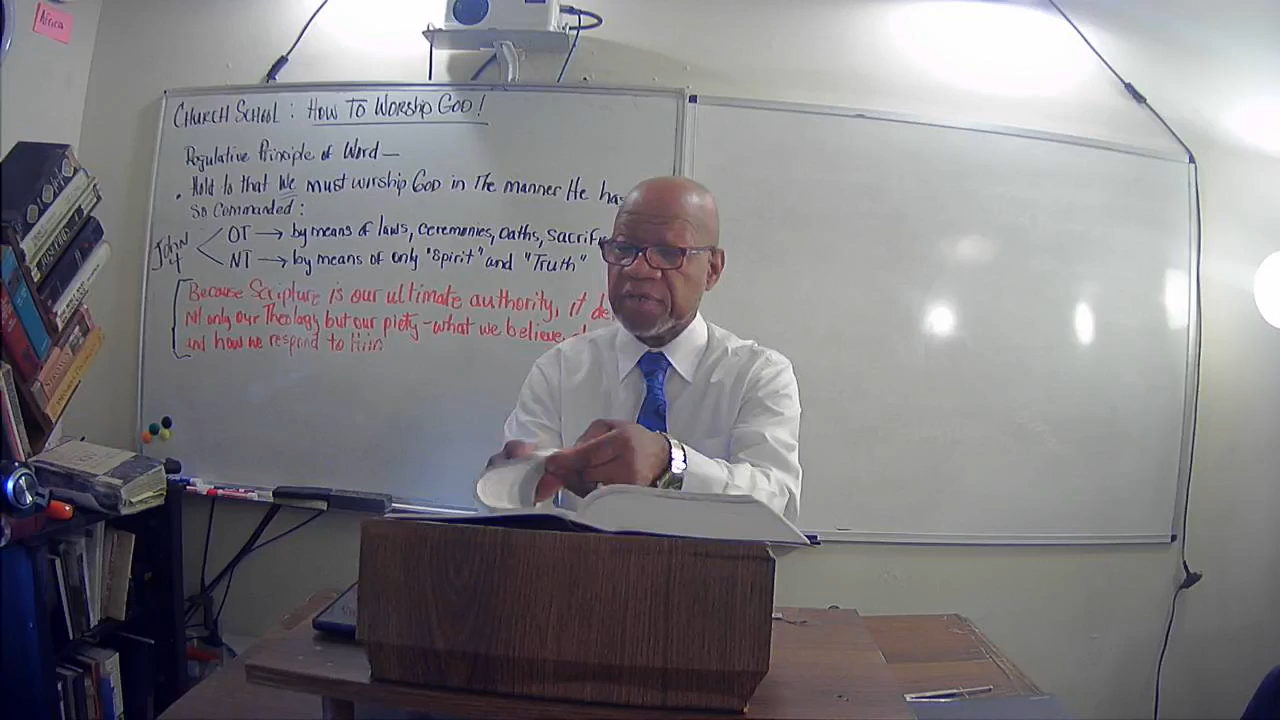 Africa
CHURCH SCHOOL: HOW TO WORSHIP GOD!
Regulative Principle of Word—
• Hold to that We must worship God in The manner He has
So Commanded:
John 4
OT → by means of laws, ceremonies, Oaths, sacrif
NT → by means of only "Spirit" and "Truth"
Because Scripture is our ultimate authority, it de
not only our Theology but our piety - what we believe,
and how we respond to Him